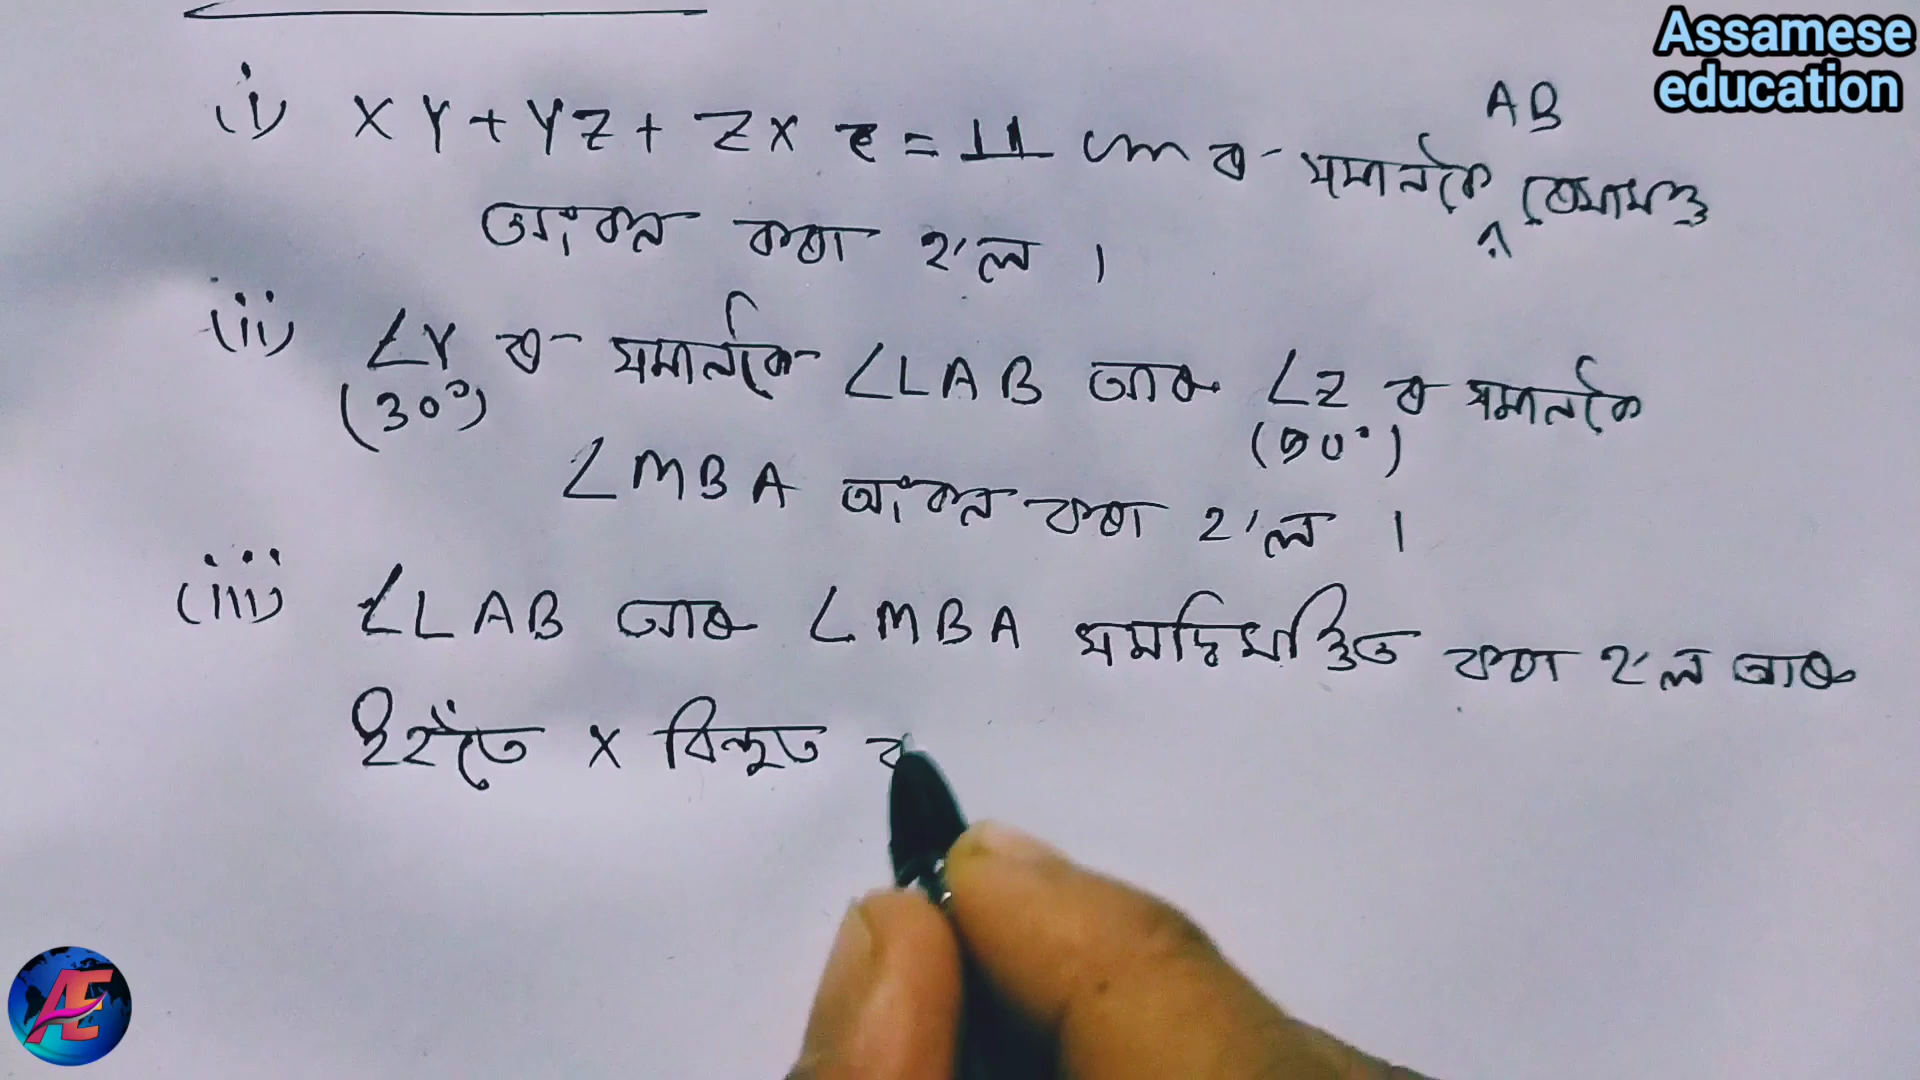 Assamese
education
AB
(i) XY + YZ + ZX = 11 cm ৰ সমানকৈ ৰেখাখণ্ড
অংকন কৰা হ'ল ।
(ii) ∠Y ৰ সমানকৈ ∠LAB আৰু ∠Z ৰ সমানকৈ
(30°) (90°)
∠MBA অংকন কৰা হ'ল ।
(iii) ∠LAB আৰু ∠MBA সমদ্বিখণ্ডিত কৰা হ'ল আৰু
ইহঁতে X বিন্দুত
AE